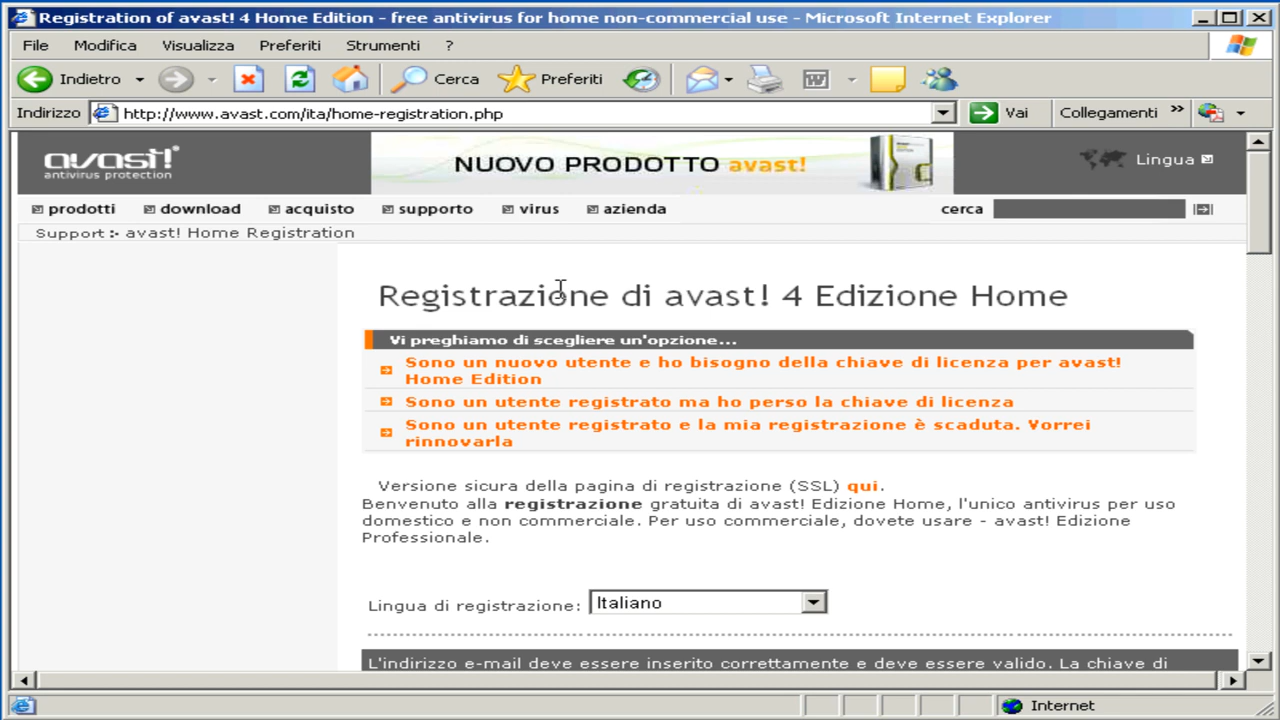 Registration of avast! 4 Home Edition - free antivirus for home non-commercial use - Microsoft Internet Explorer
File Modifica Visualizza Preferiti Strumenti ?
Indietro Cerca Preferiti
Indirizzo http://www.avast.com/ita/home-registration.php Vai Collegamenti »
avast!
antivirus protection
NUOVO PRODOTTO avast!
Lingua
prodotti download acquisto supporto virus azienda cerca
Support :- avast! Home Registration
Registrazione di avast! 4 Edizione Home
Vi preghiamo di scegliere un'opzione...
Sono un nuovo utente e ho bisogno della chiave di licenza per avast!
Home Edition
Sono un utente registrato ma ho perso la chiave di licenza
Sono un utente registrato e la mia registrazione è scaduta. Vorrei
rinnovarla
Versione sicura della pagina di registrazione (SSL) qui.
Benvenuto alla registrazione gratuita di avast! Edizione Home, l'unico antivirus per uso
domestico e non commerciale. Per uso commerciale, dovete usare - avast! Edizione
Professionale.
Lingua di registrazione: Italiano
L'indirizzo e-mail deve essere inserito correttamente e deve essere valido. La chiave di
Internet